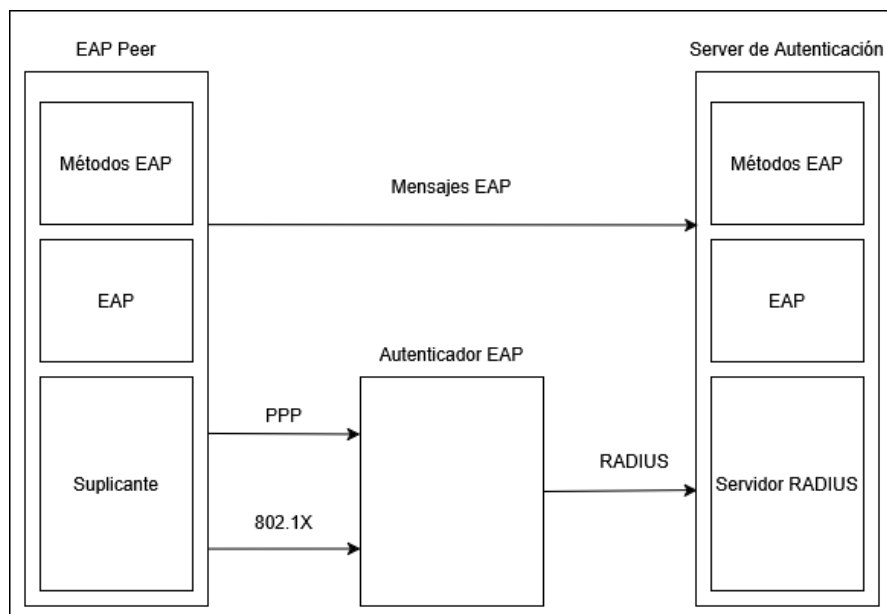 EAP Peer
Server de Autenticación
Métodos EAP
Mensajes EAP
Métodos EAP
EAP
EAP
Autenticador EAP
PPP
RADIUS
Suplicante
Servidor RADIUS
802.1X